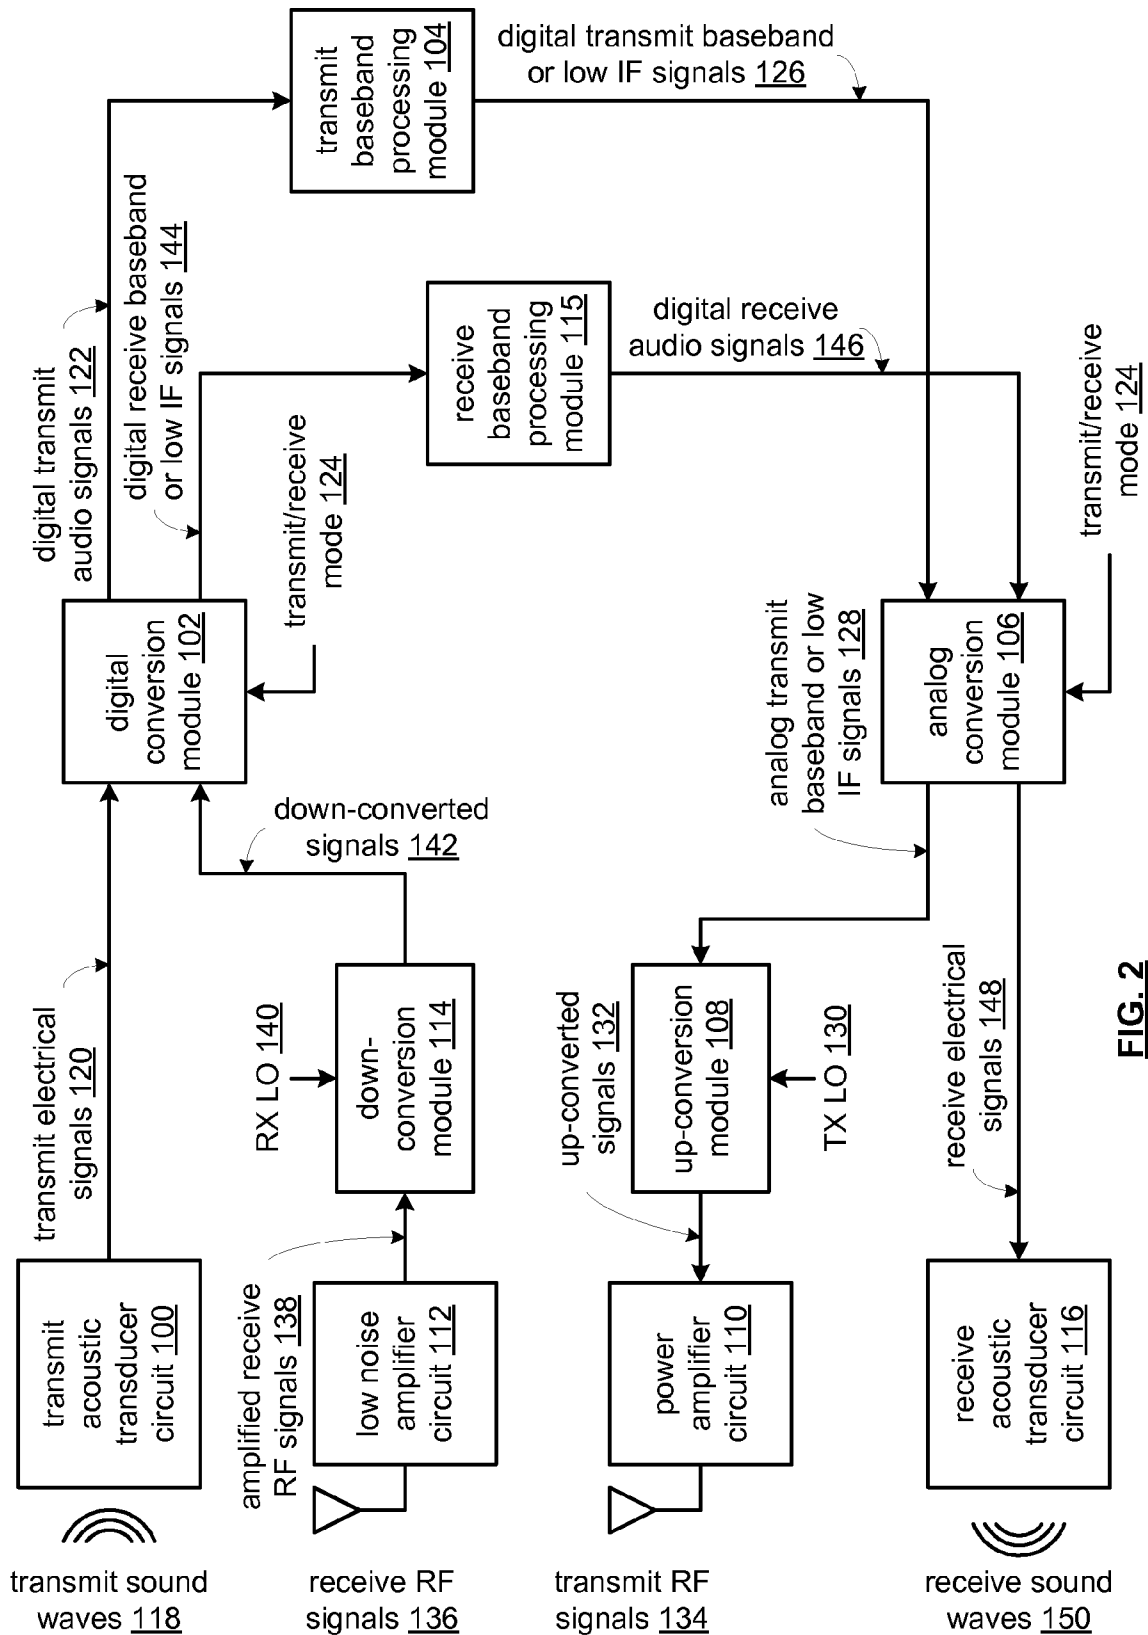 transmit sound
waves 118
transmit
acoustic
transducer
circuit 100
transmit electrical
signals 120
digital
conversion
module 102
digital transmit
audio signals 122
digital receive baseband
or low IF signals 144
transmit/receive
mode 124
transmit
baseband
processing
module 104
digital transmit baseband
or low IF signals 126
receive RF
signals 136
low noise
amplifier
circuit 112
amplified receive
RF signals 138
RX LO 140
down-
conversion
module 114
down-converted
signals 142
receive
baseband
processing
module 115
digital receive
audio signals 146
transmit RF
signals 134
power
amplifier
circuit 110
up-converted
signals 132
up-conversion
module 108
TX LO 130
analog transmit
baseband or low
IF signals 128
analog
conversion
module 106
transmit/receive
mode 124
receive electrical
signals 148
receive
acoustic
transducer
circuit 116
receive sound
waves 150
FIG. 2